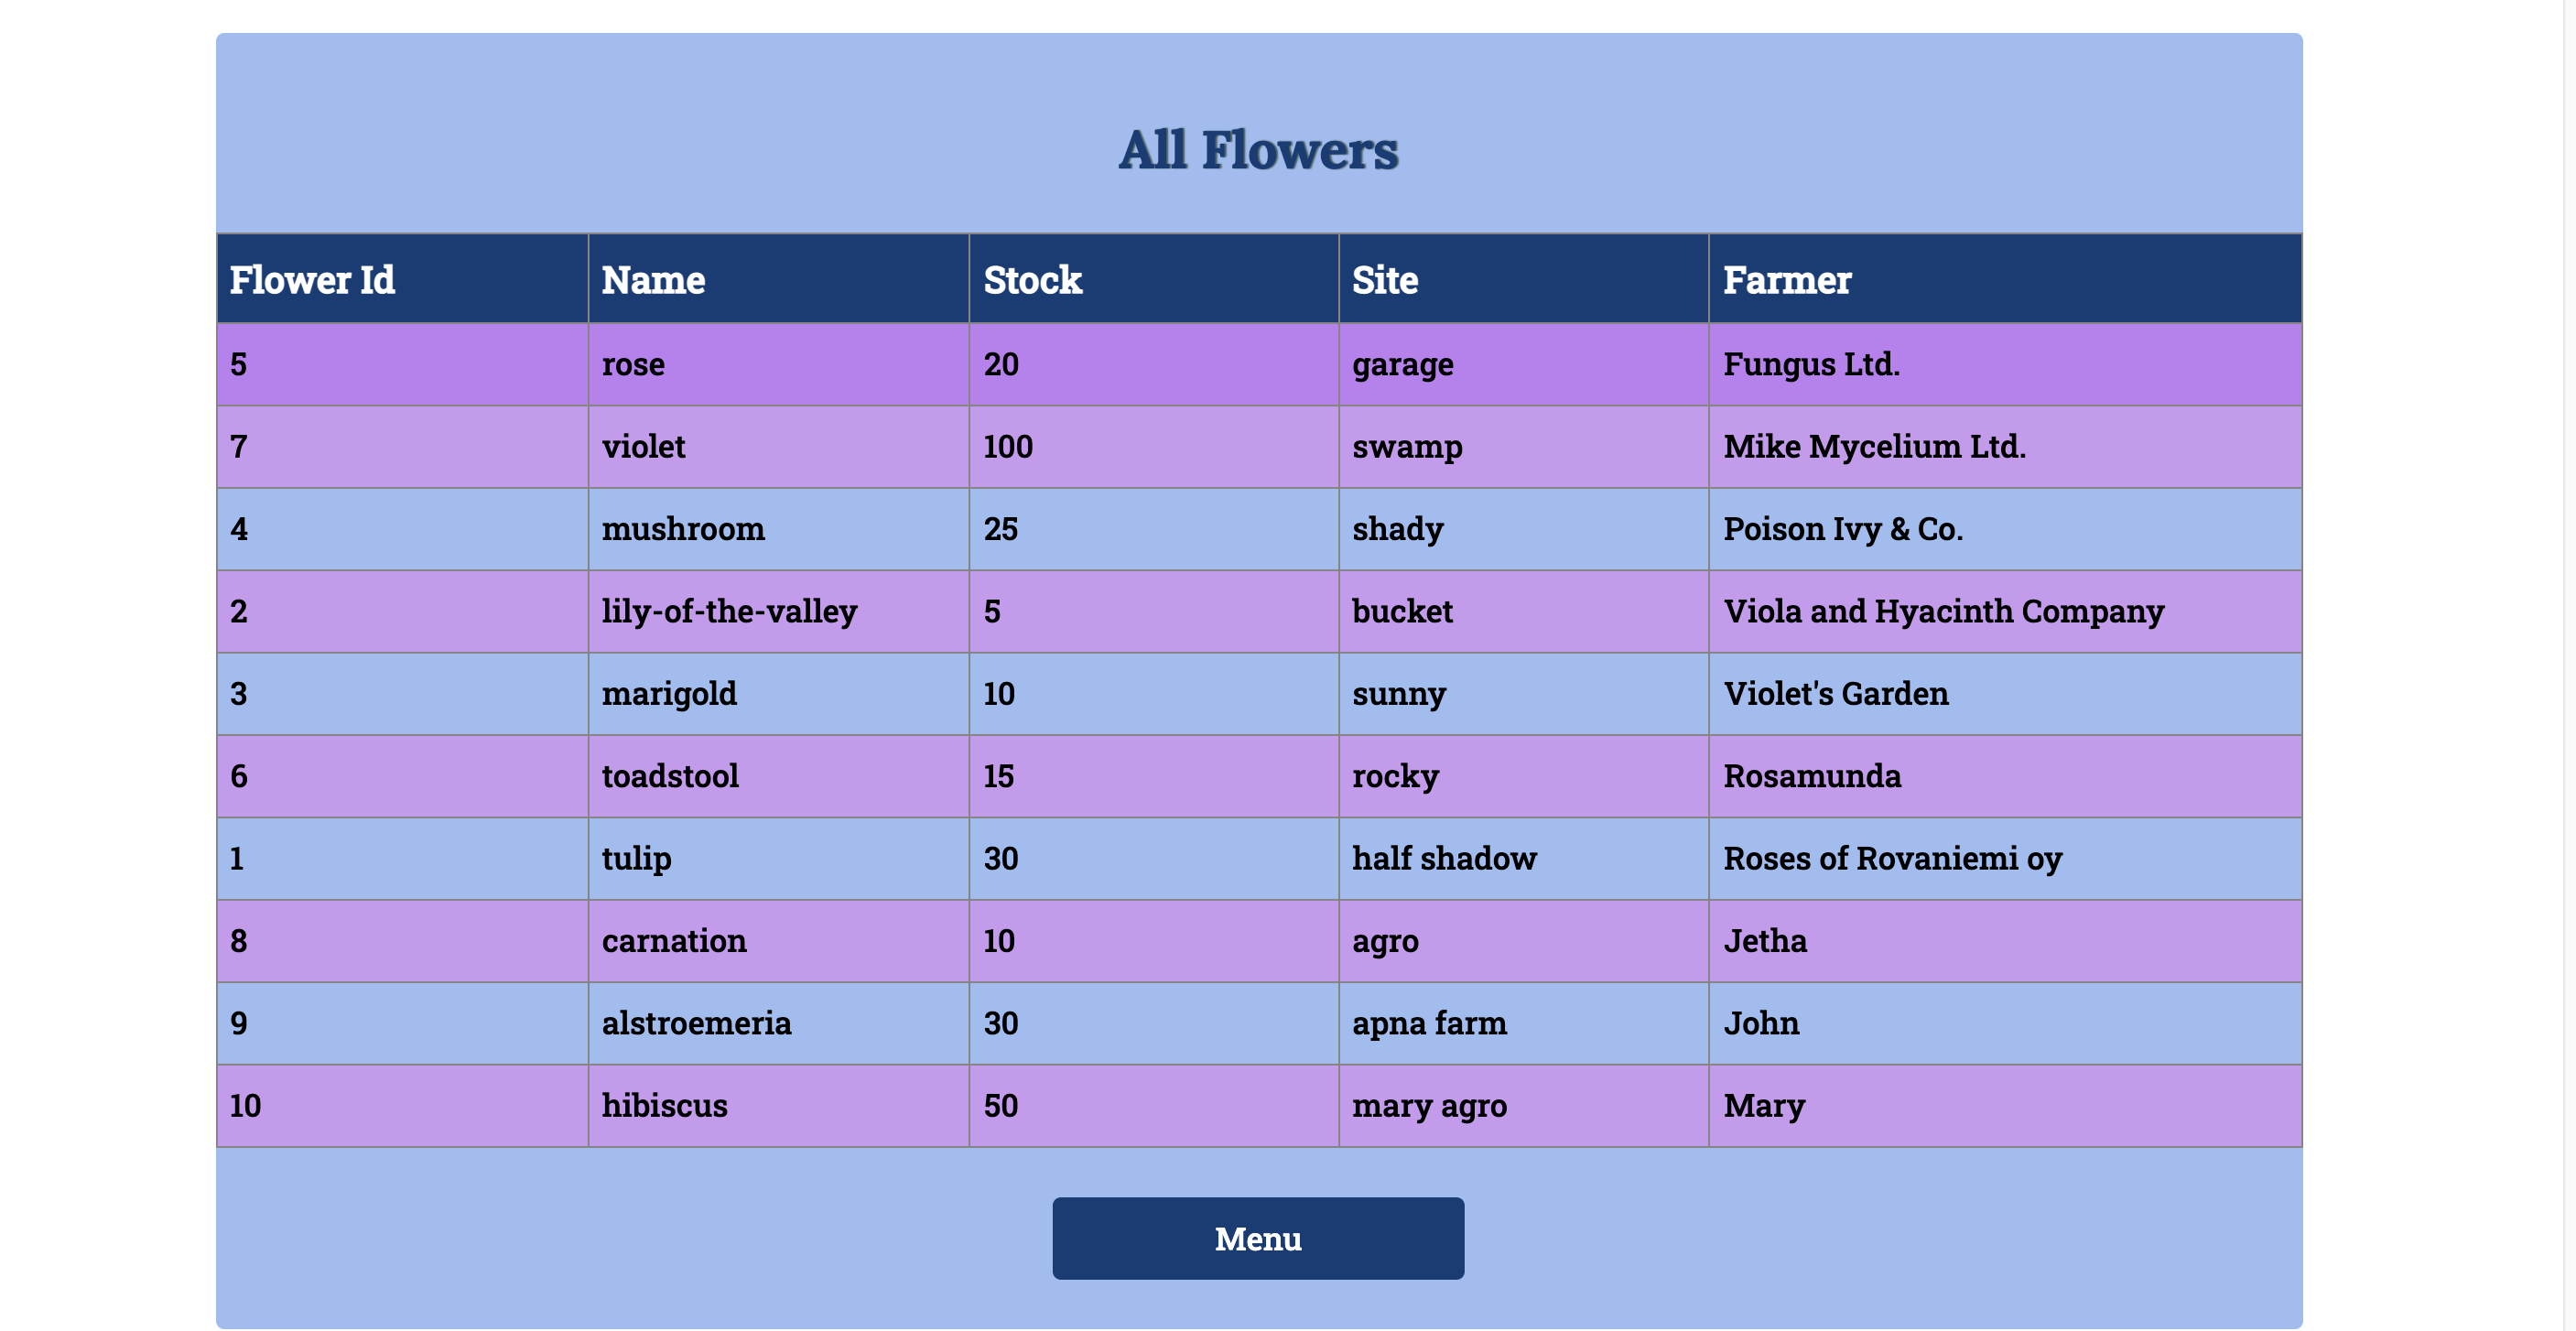 All Flowers
Flower Id Name Stock Site Farmer
5 rose 20 garage Fungus Ltd.
7 violet 100 swamp Mike Mycelium Ltd.
4 mushroom 25 shady Poison Ivy & Co.
2 lily-of-the-valley 5 bucket Viola and Hyacinth Company
3 marigold 10 sunny Violet's Garden
6 toadstool 15 rocky Rosamunda
1 tulip 30 half shadow Roses of Rovaniemi oy
8 carnation 10 agro Jetha
9 alstroemeria 30 apna farm John
10 hibiscus 50 mary agro Mary
Menu